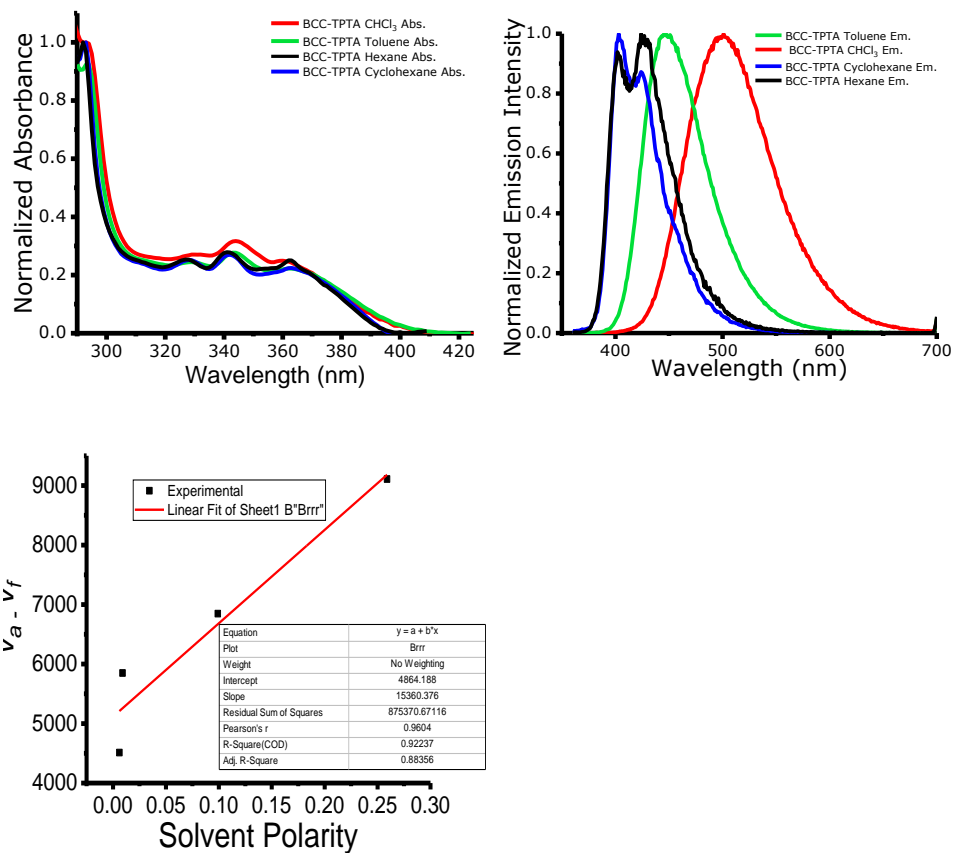 BCC-TPTA CHCl₃ Abs.
BCC-TPTA Toluene Abs.
BCC-TPTA Hexane Abs.
BCC-TPTA Cyclohexane Abs.
Normalized Absorbance
1.0
0.8
0.6
0.4
0.2
0.0
300 320 340 360 380 400 420
Wavelength (nm)
BCC-TPTA Toluene Em.
BCC-TPTA CHCl₃ Em.
BCC-TPTA Cyclohexane Em.
BCC-TPTA Hexane Em.
Normalized Emission Intensity
1.0
0.8
0.6
0.4
0.2
0.0
400 500 600 700
Wavelength (nm)
Experimental
Linear Fit of Sheet1 B"Brrr"
νa - νf
9000
8000
7000
6000
5000
4000
Equation y = a + b*x
Plot Brrr
Weight No Weighting
Intercept 4864.188
Slope 15360.376
Residual Sum of Squares 875370.67116
Pearson's r 0.9604
R-Square(COD) 0.92237
Adj. R-Square 0.88356
0.00 0.05 0.10 0.15 0.20 0.25 0.30
Solvent Polarity